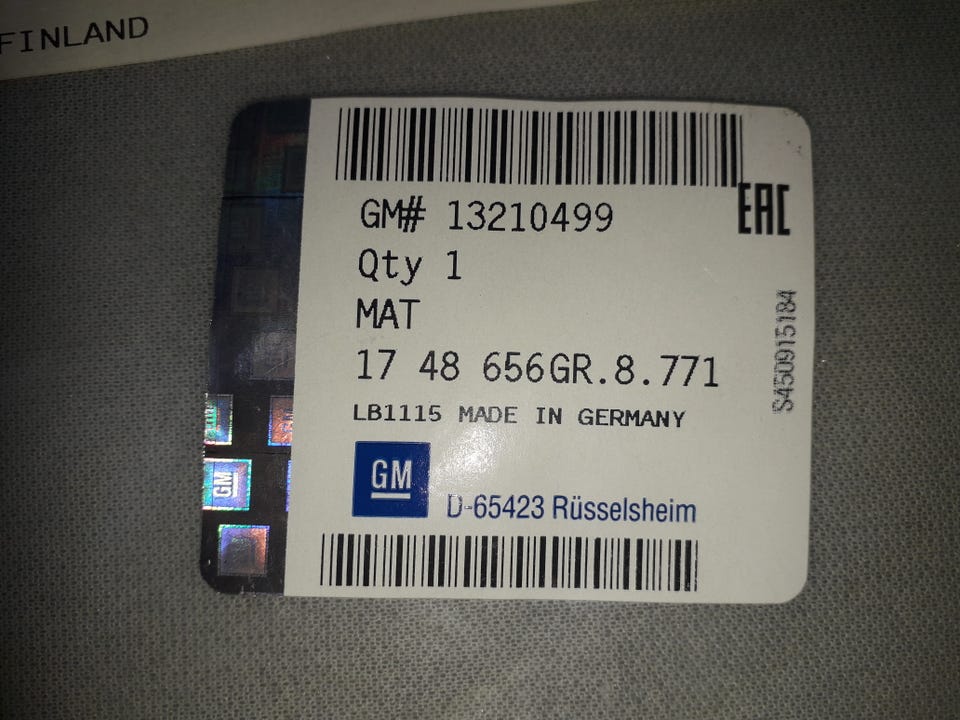 FINLAND
GM# 13210499
EAC
Qty 1
MAT
17 48 656GR.8.771
LB1115 MADE IN GERMANY
S450915184
GM
GM
D-65423 Rüsselsheim